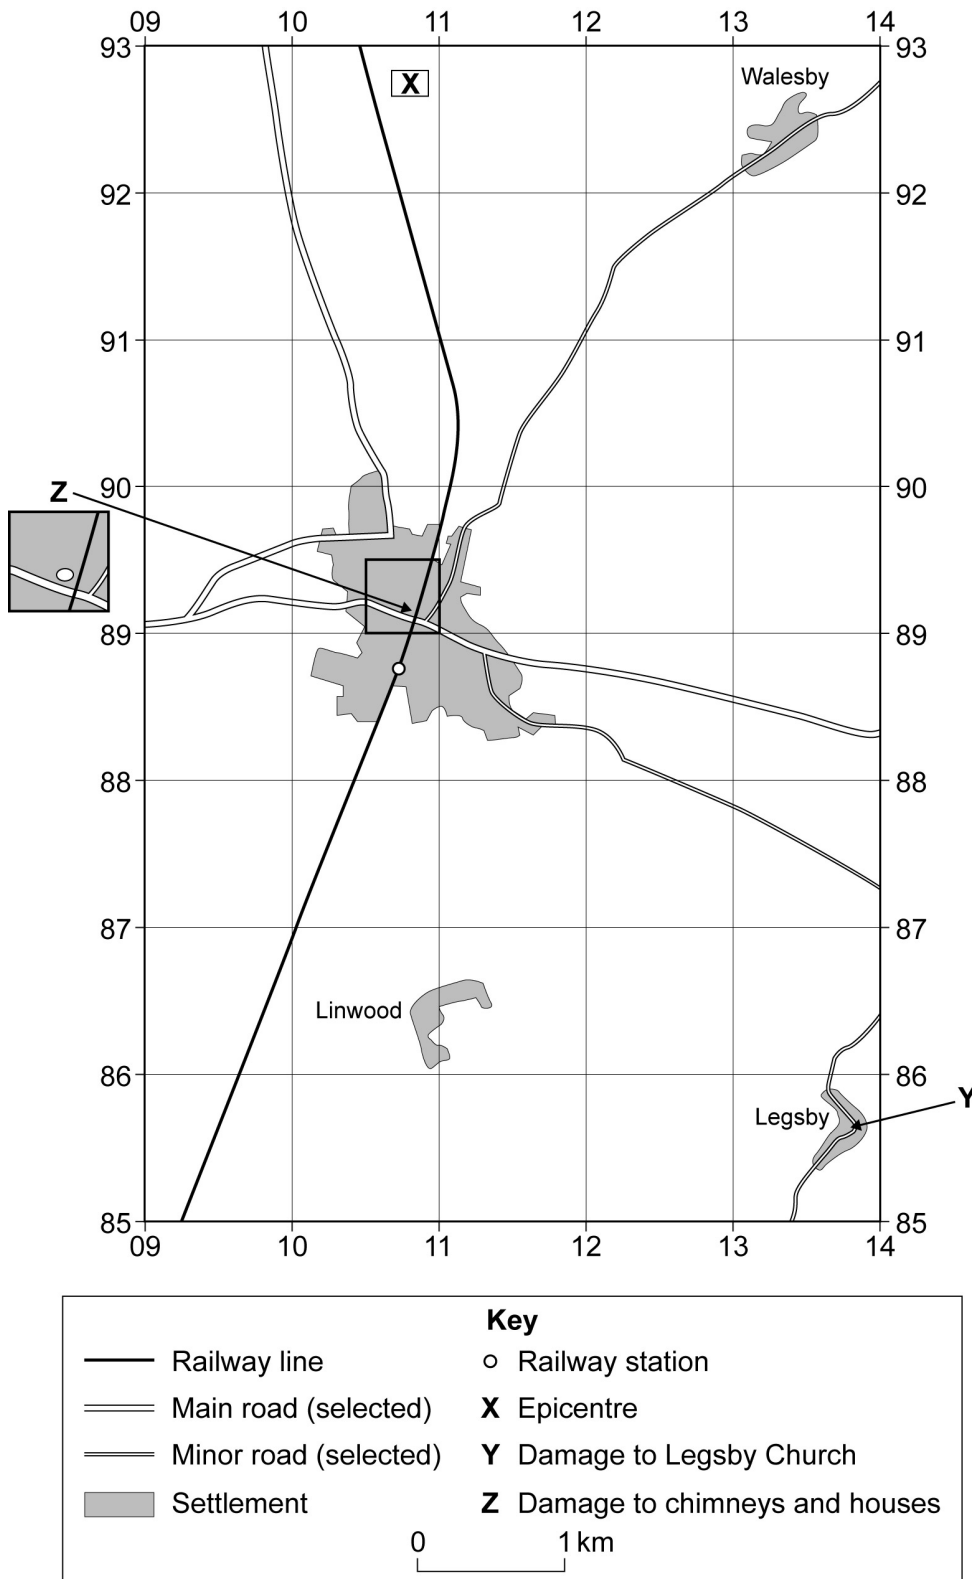 09 10 11 12 13 14
93 93
X
Walesby
92 92
91 91
90 90
Z
89 89
88 88
87 87
Linwood
86 86
Y
Legsby
85 85
09 10 11 12 13 14
Key
Railway line
Railway station
Main road (selected)
X Epicentre
Minor road (selected)
Y Damage to Legsby Church
Settlement
Z Damage to chimneys and houses
0 1 km